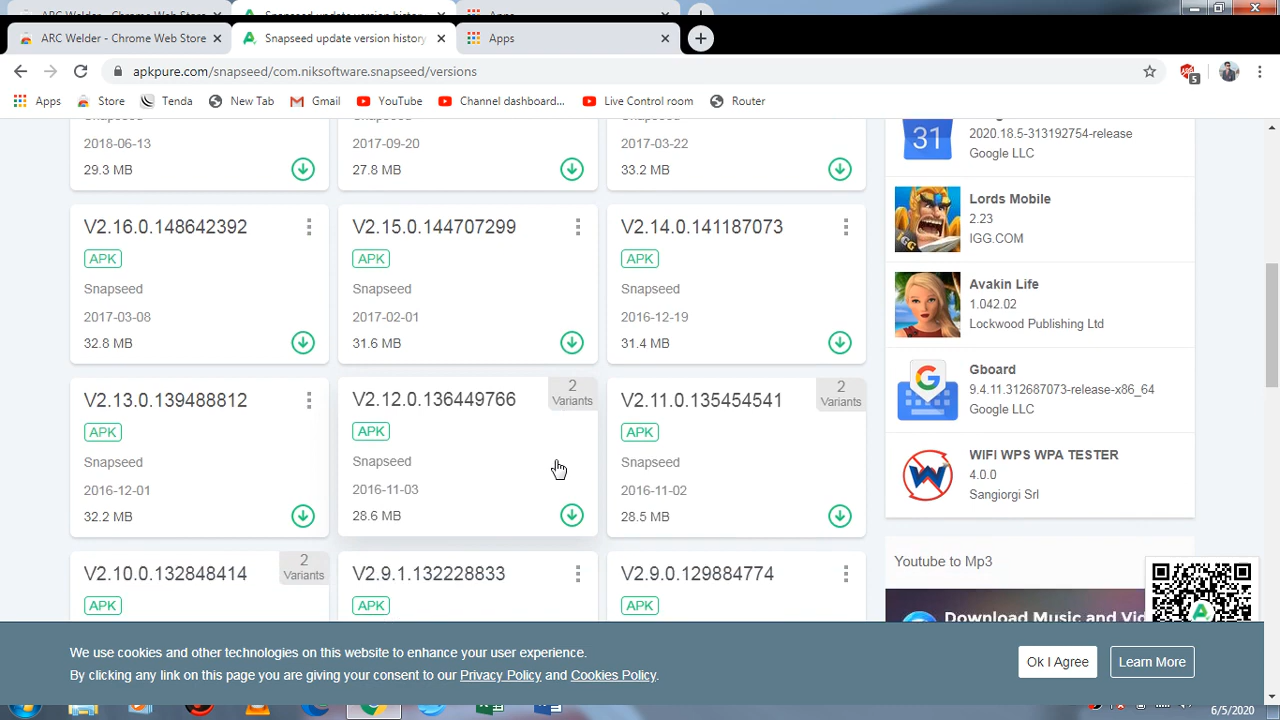 ARC Welder - Chrome Web Store
Snapseed update version history
Apps
apkpure.com/snapseed/com.niksoftware.snapseed/versions
5
Apps
Store
Tenda
New Tab
Gmail
YouTube
Channel dashboard...
Live Control room
Router
Snapseed
2018-06-13
29.3 MB
Snapseed
2017-09-20
27.8 MB
Snapseed
2017-03-22
33.2 MB
V2.16.0.148642392
APK
Snapseed
2017-03-08
32.8 MB
V2.15.0.144707299
APK
Snapseed
2017-02-01
31.6 MB
V2.14.0.141187073
APK
Snapseed
2016-12-19
31.4 MB
V2.13.0.139488812
APK
Snapseed
2016-12-01
32.2 MB
V2.12.0.136449766
2
Variants
APK
Snapseed
2016-11-03
28.6 MB
V2.11.0.135454541
2
Variants
APK
Snapseed
2016-11-02
28.5 MB
V2.10.0.132848414
2
Variants
APK
V2.9.1.132228833
APK
V2.9.0.129884774
APK
31
2020.18.5-313192754-release
Google LLC
IGG
Lords Mobile
2.23
IGG.COM
Avakin Life
1.042.02
Lockwood Publishing Ltd
Gboard
9.4.11.312687073-release-x86_64
Google LLC
WIFI WPS WPA TESTER
4.0.0
Sangiorgi Srl
Youtube to Mp3
Download Music and Vi
We use cookies and other technologies on this website to enhance your user experience.
By clicking any link on this page you are giving your consent to our Privacy Policy and Cookies Policy.
Ok I Agree
Learn More
6/5/2020